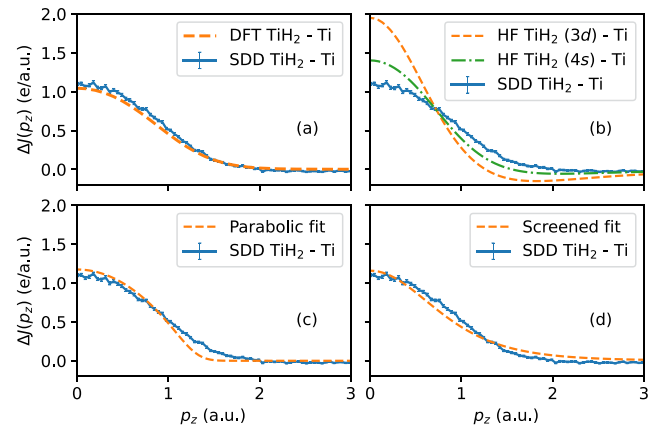 2.0
1.5
1.0
0.5
0.0
ΔJ(p_z) (e/a.u.)
DFT TiH₂ - Ti
SDD TiH₂ - Ti
(a)
HF TiH₂ (3d) - Ti
HF TiH₂ (4s) - Ti
SDD TiH₂ - Ti
(b)
2.0
1.5
1.0
0.5
0.0
ΔJ(p_z) (e/a.u.)
Parabolic fit
SDD TiH₂ - Ti
(c)
0 1 2 3
p_z (a.u.)
Screened fit
SDD TiH₂ - Ti
(d)
0 1 2 3
p_z (a.u.)